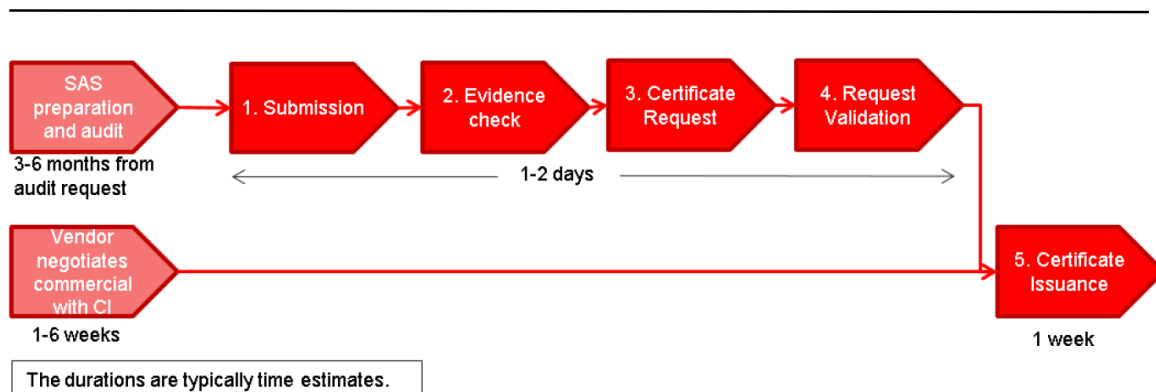 SAS
preparation
and audit
1. Submission
2. Evidence
check
3. Certificate
Request
4. Request
Validation
3-6 months from
audit request
1-2 days
Vendor
negotiates
commercial
with CI
5. Certificate
Issuance
1-6 weeks
1 week
The durations are typically time estimates.